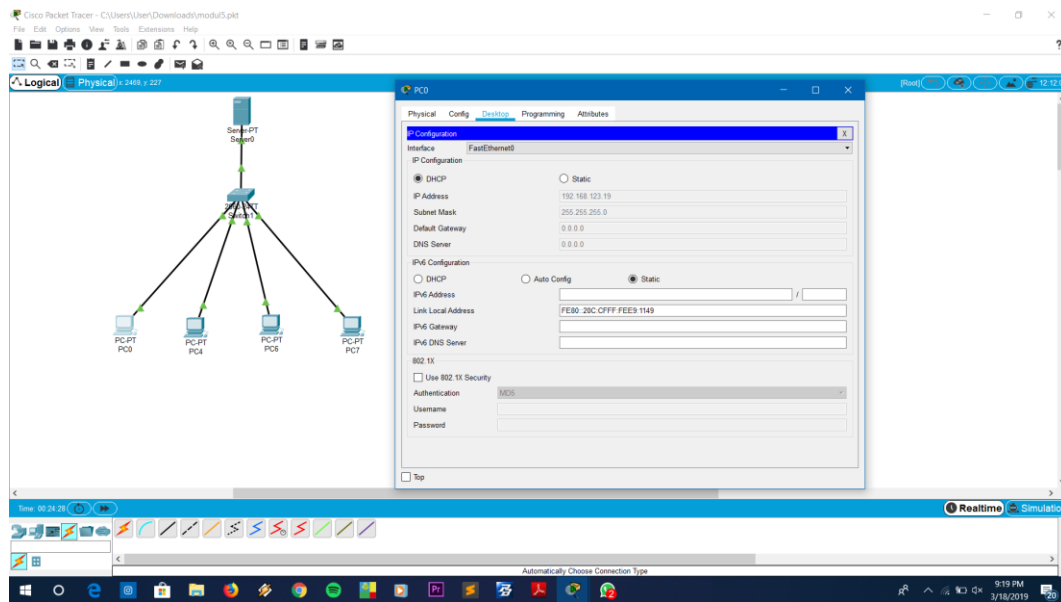 Cisco Packet Tracer - C:\Users\User\Downloads\modul5.pkt
File Edit Options View Tools Extensions Help
Logical
Physical x: 2469, y: 227
[Root]
12:12:
Server-PT
Server0
Switch1
PC-PT
PC0
PC-PT
PC4
PC-PT
PC6
PC-PT
PC7
PC0
Physical Config Desktop Programming Attributes
IP Configuration X
Interface FastEthernet0
IP Configuration
DHCP Static
IP Address 192.168.123.19
Subnet Mask 255.255.255.0
Default Gateway 0.0.0.0
DNS Server 0.0.0.0
IPv6 Configuration
DHCP Auto Config Static
IPv6 Address /
Link Local Address FE80::20C:CFFF:FEE9:1149
IPv6 Gateway
IPv6 DNS Server
802.1X
Use 802.1X Security
Authentication MD5
Username
Password
Top
Time: 00:24:28
Realtime Simulatio
Automatically Choose Connection Type
9:19 PM
3/18/2019